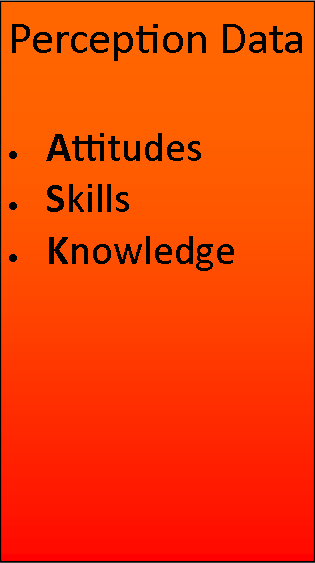 Perception Data
• Attitudes
• Skills
• Knowledge